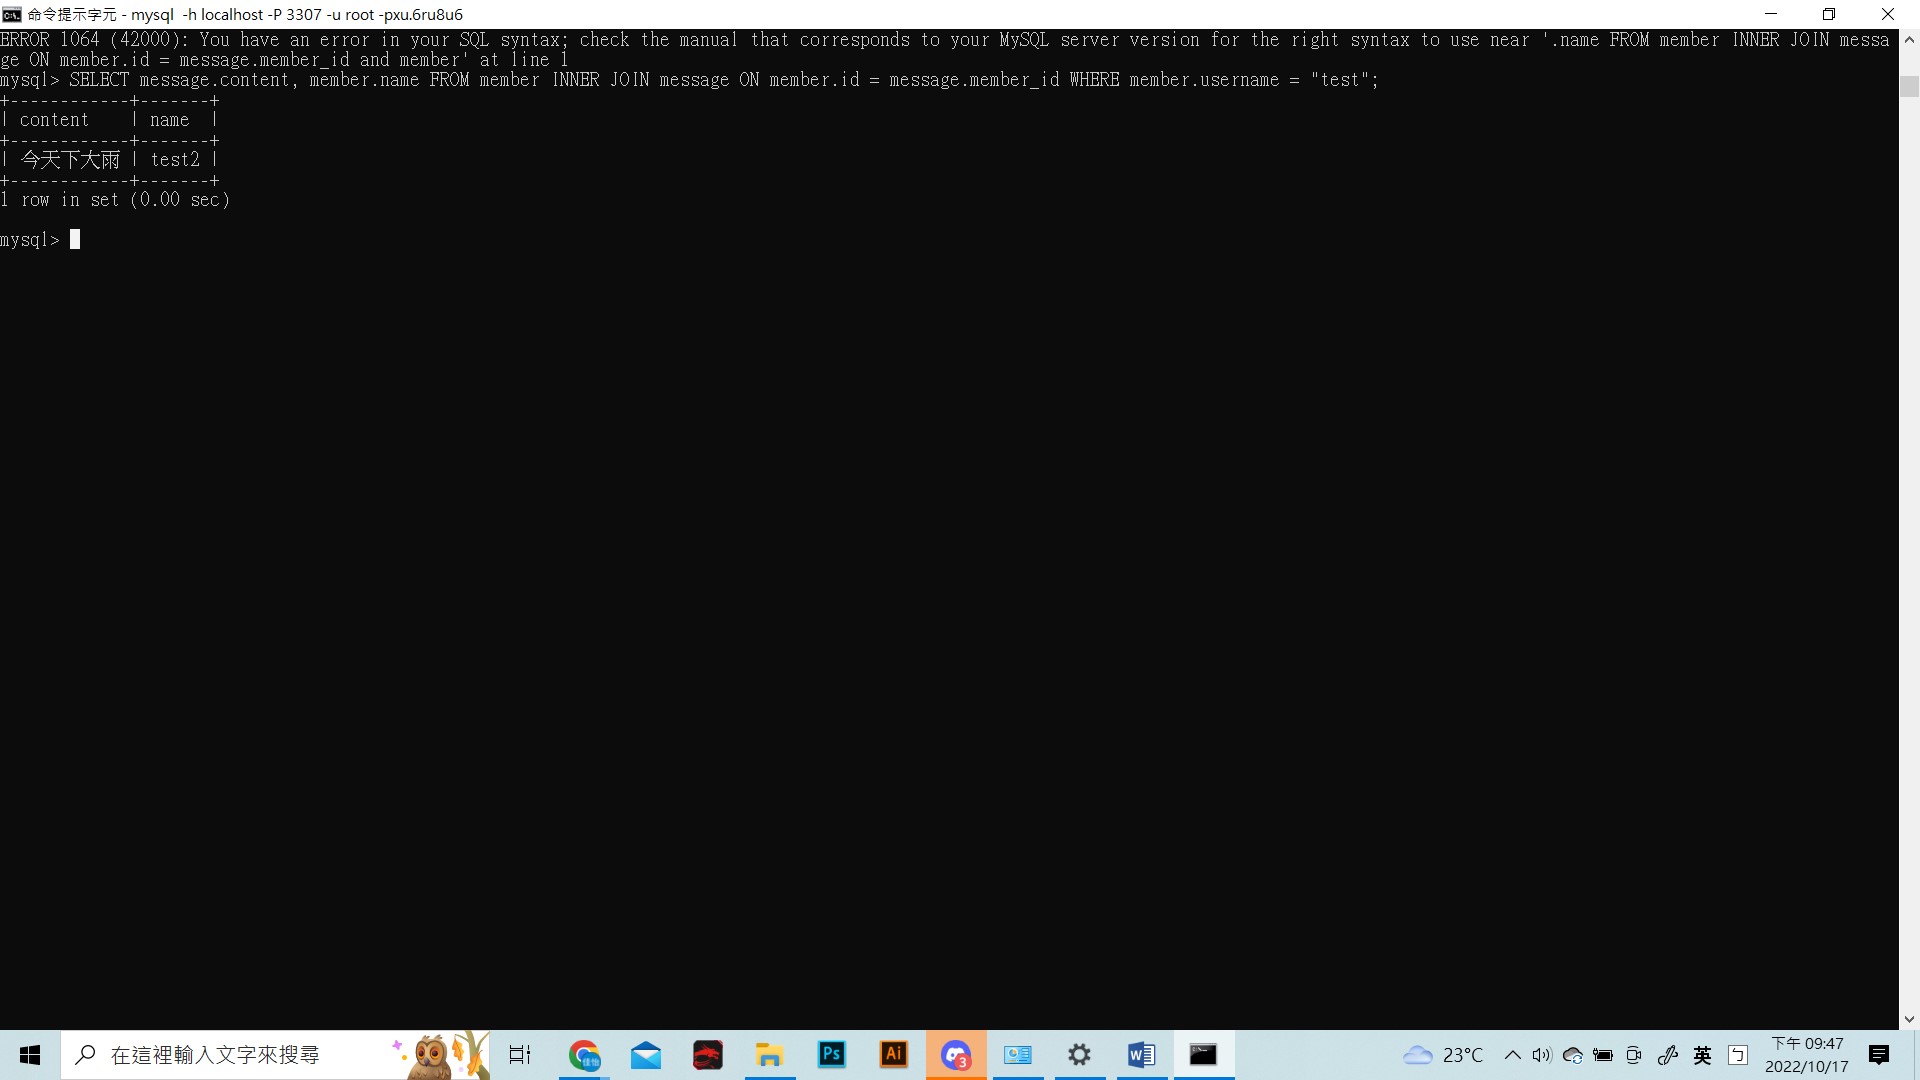 命令提示字元 - mysql  -h localhost -P 3307 -u root -pxu.6ru8u6
ERROR 1064 (42000): You have an error in your SQL syntax; check the manual that corresponds to your MySQL server version for the right syntax to use near '.name FROM member INNER JOIN messa
ge ON member.id = message.member_id and member' at line 1
mysql> SELECT message.content, member.name FROM member INNER JOIN message ON member.id = message.member_id WHERE member.username = "test";
+------------+-------+
| content    | name  |
+------------+-------+
| 今天下大雨 | test2 |
+------------+-------+
1 row in set (0.00 sec)
mysql>
在這裡輸入文字來搜尋
佳怡
Ps
Ai
3
23°C
英
下午 09:47
2022/10/17